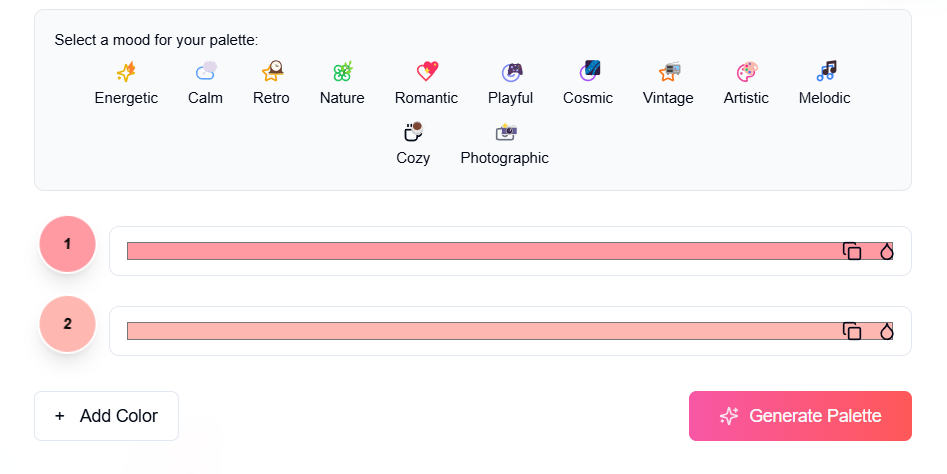 Select a mood for your palette:
Energetic Calm Retro Nature Romantic Playful Cosmic Vintage Artistic Melodic
Cozy Photographic
1
2
+ Add Color
Generate Palette